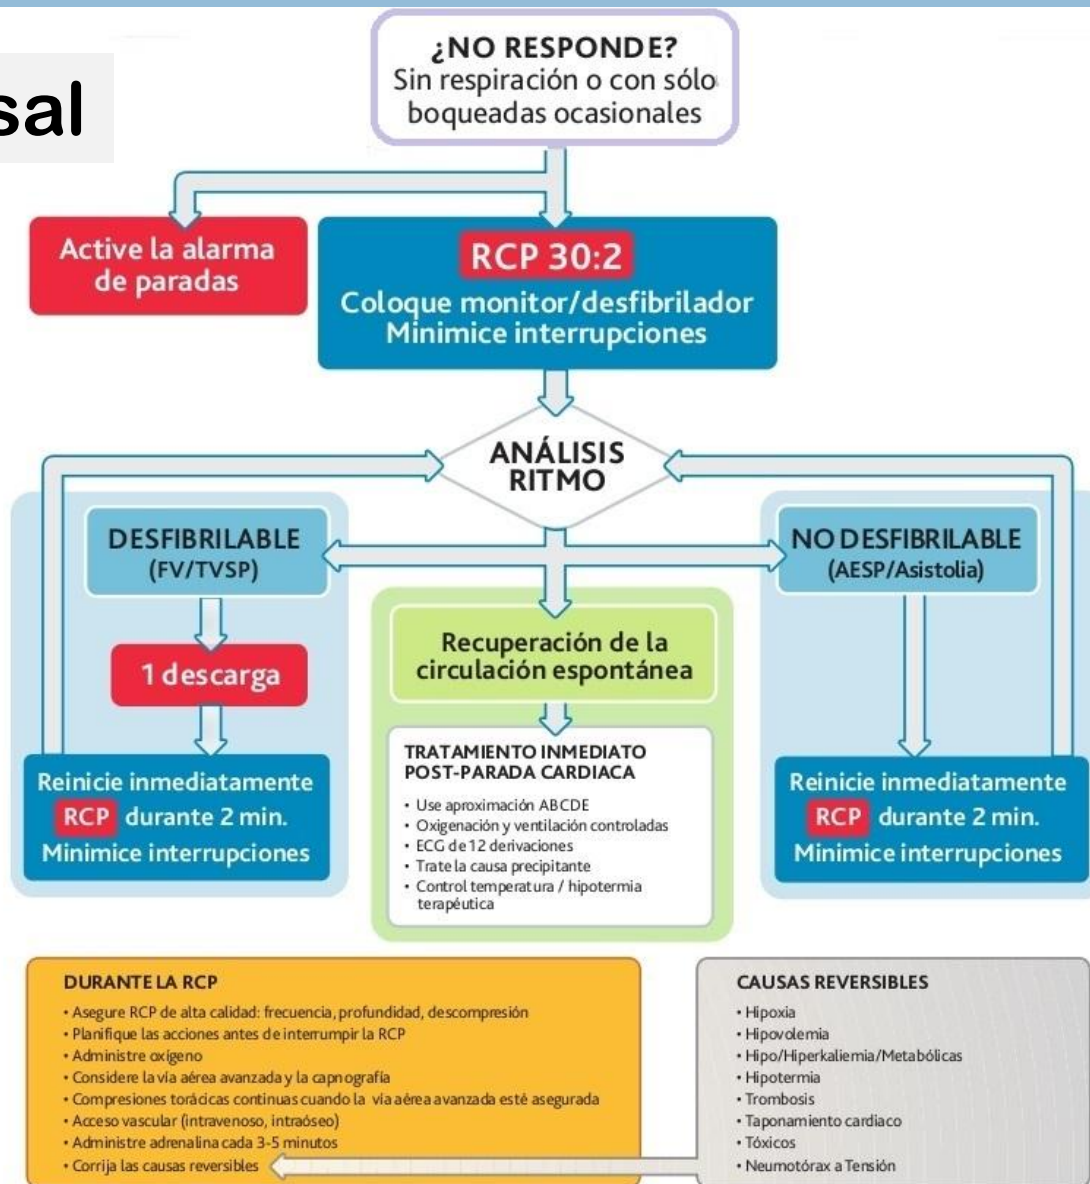 sal
¿NO RESPONDE?
Sin respiración o con sólo
boqueadas ocasionales
Active la alarma
de paradas
RCP 30:2
Coloque monitor/desfibrilador
Minimice interrupciones
ANÁLISIS
RITMO
DESFIBRILABLE
(FV/TVSP)
1 descarga
Reinicie inmediatamente
RCP durante 2 min.
Minimice interrupciones
Recuperación de la
circulación espontánea
TRATAMIENTO INMEDIATO
POST-PARADA CARDIACA
• Use aproximación ABCDE
• Oxigenación y ventilación controladas
• ECG de 12 derivaciones
• Trate la causa precipitante
• Control temperatura / hipotermia
terapéutica
NO DESFIBRILABLE
(AESP/Asistolia)
Reinicie inmediatamente
RCP durante 2 min.
Minimice interrupciones
DURANTE LA RCP
• Asegure RCP de alta calidad: frecuencia, profundidad, descompresión
• Planifique las acciones antes de interrumpir la RCP
• Administre oxígeno
• Considere la vía aérea avanzada y la capnografía
• Compresiones torácicas continuas cuando la vía aérea avanzada esté asegurada
• Acceso vascular (intravenoso, intraóseo)
• Administre adrenalina cada 3-5 minutos
• Corrija las causas reversibles
CAUSAS REVERSIBLES
• Hipoxia
• Hipovolemia
• Hipo/Hiperkaliemia/Metabólicas
• Hipotermia
• Trombosis
• Taponamiento cardiaco
• Tóxicos
• Neumotórax a Tensión